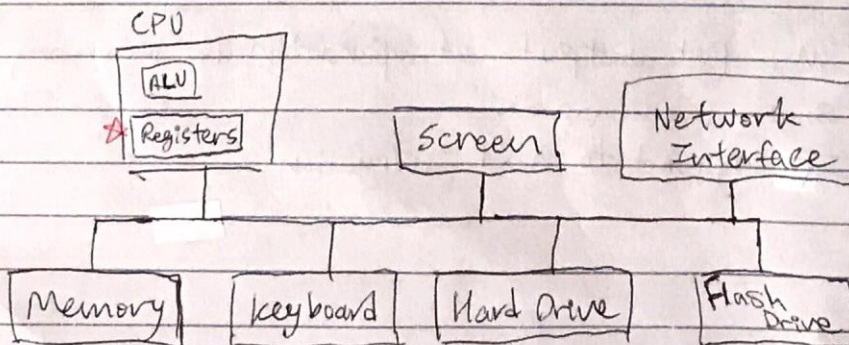 CPU
ALU
Registers
Screen
Network
Interface
Memory
keyboard
Hard Drive
Flash
Drive